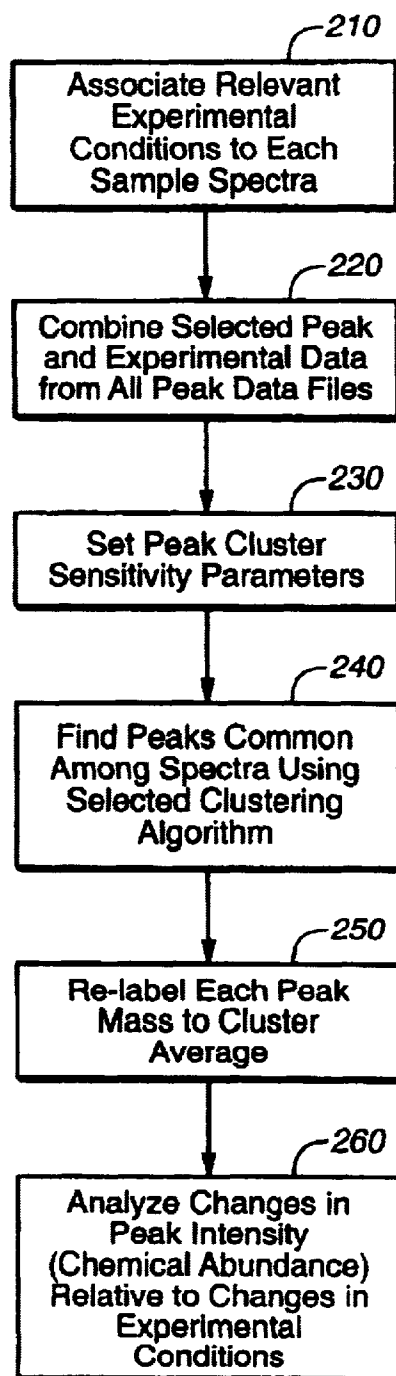 210
Associate Relevant
Experimental
Conditions to Each
Sample Spectra
220
Combine Selected Peak
and Experimental Data
from All Peak Data Files
230
Set Peak Cluster
Sensitivity Parameters
240
Find Peaks Common
Among Spectra Using
Selected Clustering
Algorithm
250
Re-label Each Peak
Mass to Cluster
Average
260
Analyze Changes in
Peak Intensity
(Chemical Abundance)
Relative to Changes in
Experimental
Conditions